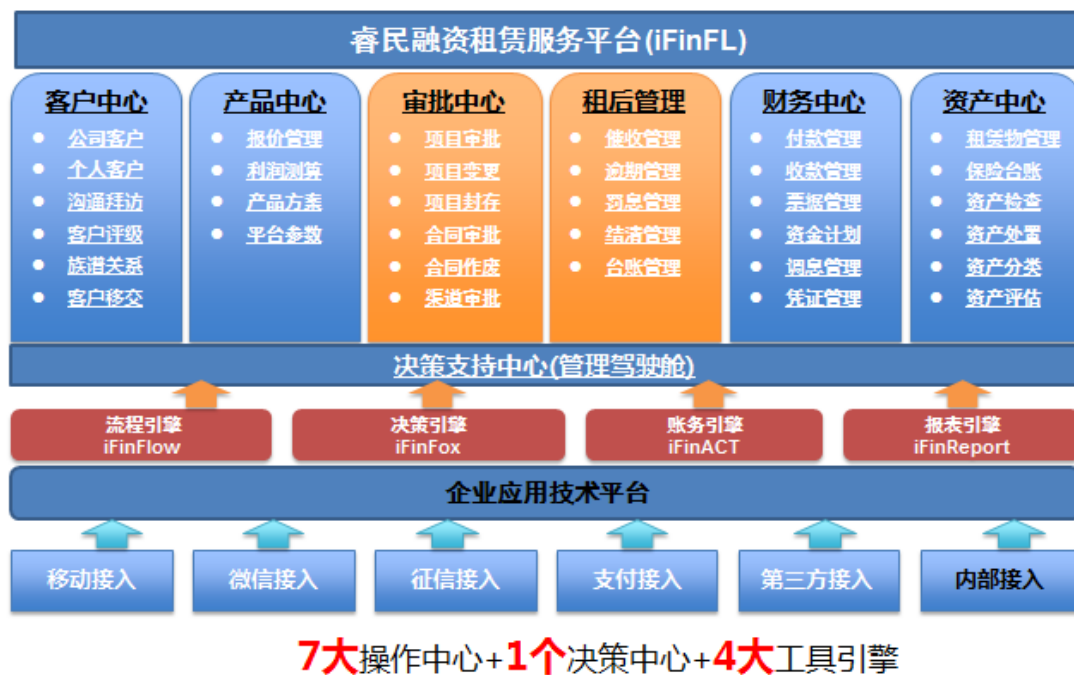 睿民融资租赁服务平台(iFinFL)
客户中心
公司客户
个人客户
沟通拜访
客户评级
族谱关系
客户移交
产品中心
报价管理
利润测算
产品方案
平台参数
审批中心
项目审批
项目变更
项目封存
合同审批
合同作废
渠道审批
租后管理
催收管理
逾期管理
罚息管理
结清管理
台账管理
财务中心
付款管理
收款管理
票据管理
资金计划
调息管理
凭证管理
资产中心
租赁物管理
保险台账
资产检查
资产处置
资产分类
资产评估
决策支持中心(管理驾驶舱)
流程引擎
iFinFlow
决策引擎
iFinFox
账务引擎
iFinACT
报表引擎
iFinReport
企业应用技术平台
移动接入
微信接入
征信接入
支付接入
第三方接入
内部接入
7大操作中心+1个决策中心+4大工具引擎